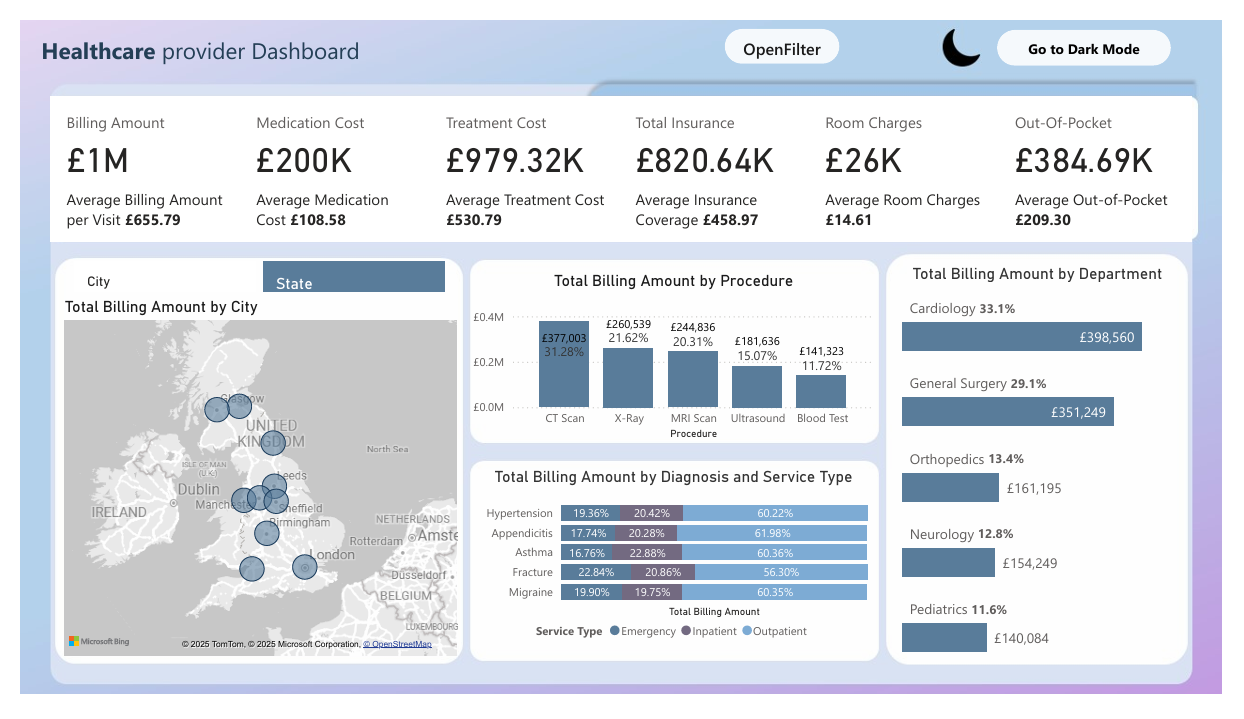 Healthcare provider Dashboard
OpenFilter
Go to Dark Mode
Billing Amount
£1M
Average Billing Amount
per Visit £655.79
Medication Cost
£200K
Average Medication
Cost £108.58
Treatment Cost
£979.32K
Average Treatment Cost
£530.79
Total Insurance
£820.64K
Average Insurance
Coverage £458.97
Room Charges
£26K
Average Room Charges
£14.61
Out-Of-Pocket
£384.69K
Average Out-of-Pocket
£209.30
City
State
Total Billing Amount by City
Glasgow
UNITED
KINGDOM
North Sea
ISLE OF MAN
(U.K.)
Leeds
Dublin
Manchest
Sheffield
IRELAND
Birmingham
NETHERLANDS
Amste
Rotterdam
London
Düsseldorf
BELGIUM
LUXEMBOURG
Microsoft Bing
© 2025 TomTom, © 2025 Microsoft Corporation, © OpenStreetMap
Total Billing Amount by Procedure
£0.4M
£0.2M
£0.0M
£377,003
31.28%
£260,539
21.62%
£244,836
20.31%
£181,636
15.07%
£141,323
11.72%
CT Scan
X-Ray
MRI Scan
Ultrasound
Blood Test
Procedure
Total Billing Amount by Diagnosis and Service Type
Hypertension 19.36% 20.42% 60.22%
Appendicitis 17.74% 20.28% 61.98%
Asthma 16.76% 22.88% 60.36%
Fracture 22.84% 20.86% 56.30%
Migraine 19.90% 19.75% 60.35%
Total Billing Amount
Service Type Emergency Inpatient Outpatient
Total Billing Amount by Department
Cardiology 33.1%
£398,560
General Surgery 29.1%
£351,249
Orthopedics 13.4%
£161,195
Neurology 12.8%
£154,249
Pediatrics 11.6%
£140,084